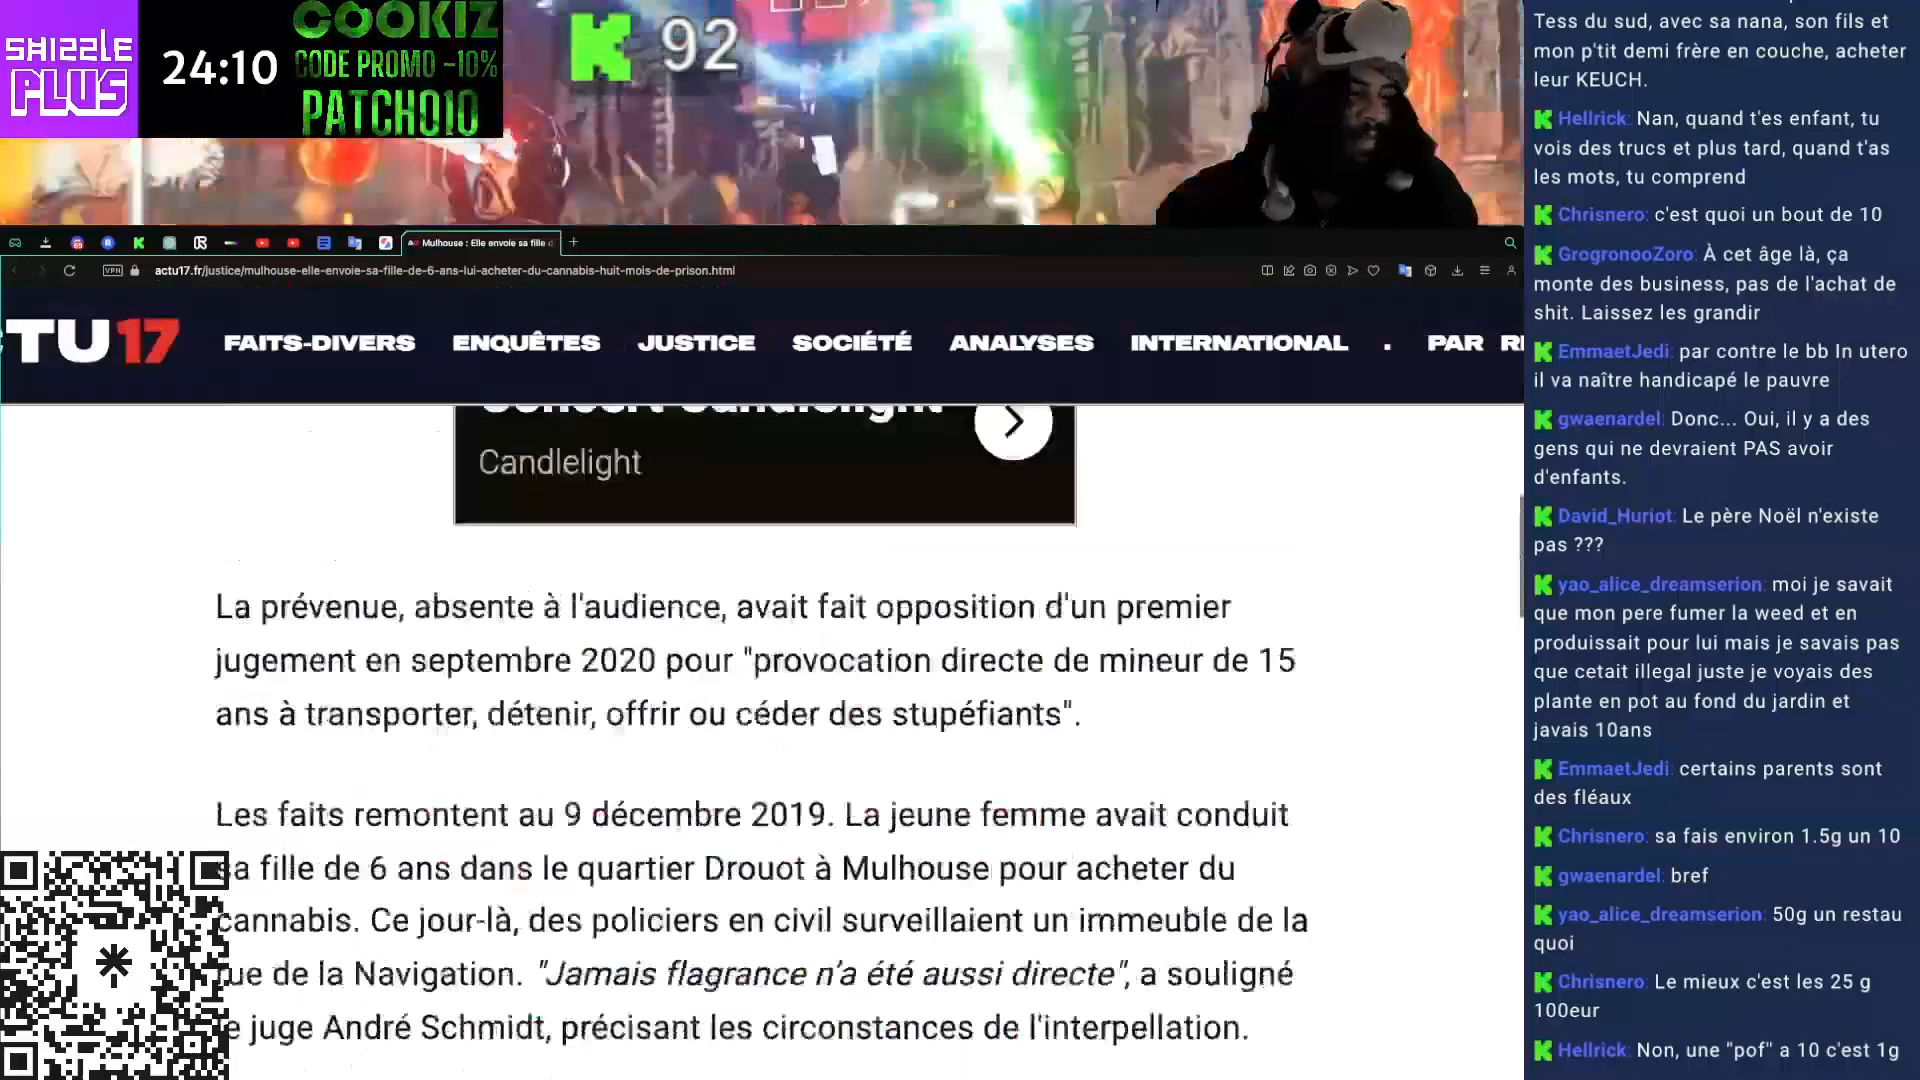 SHIZZLE
PLUS
24:10
COOKIZ
CODE PROMO -10%
PATCHO10
92
Mulhouse : Elle envoie sa fille d
actu17.fr/justice/mulhouse-elle-envoie-sa-fille-de-6-ans-lui-acheter-du-cannabis-huit-mois-de-prison.html
VPN
TU17
FAITS-DIVERS
ENQUÊTES
JUSTICE
SOCIÉTÉ
ANALYSES
INTERNATIONAL
.
PAR
Concert Candlelight
Candlelight
La prévenue, absente à l'audience, avait fait opposition d'un premier
jugement en septembre 2020 pour "provocation directe de mineur de 15
ans à transporter, détenir, offrir ou céder des stupéfiants".
Les faits remontent au 9 décembre 2019. La jeune femme avait conduit
sa fille de 6 ans dans le quartier Drouot à Mulhouse pour acheter du
cannabis. Ce jour-là, des policiers en civil surveillaient un immeuble de la
rue de la Navigation. "Jamais flagrance n'a été aussi directe", a souligné
le juge André Schmidt, précisant les circonstances de l'interpellation.
Tess du sud, avec sa nana, son fils et
mon p'tit demi frère en couche, acheter
leur KEUCH.
Hellrick: Nan, quand t'es enfant, tu
vois des trucs et plus tard, quand t'as
les mots, tu comprend
Chrisnero: c'est quoi un bout de 10
GrogronooZoro: À cet âge là, ça
monte des business, pas de l'achat de
shit. Laissez les grandir
EmmaetJedi: par contre le bb In utero
il va naître handicapé le pauvre
gwaenardel: Donc... Oui, il y a des
gens qui ne devraient PAS avoir
d'enfants.
David_Huriot: Le père Noël n'existe
pas ???
yao_alice_dreamserion: moi je savait
que mon pere fumer la weed et en
produissait pour lui mais je savais pas
que cetait illegal juste je voyais des
plante en pot au fond du jardin et
javais 10ans
EmmaetJedi: certains parents sont
des fléaux
Chrisnero: sa fais environ 1.5g un 10
gwaenardel: bref
yao_alice_dreamserion: 50g un restau
quoi
Chrisnero: Le mieux c'est les 25 g
100eur
Hellrick: Non, une "pof" a 10 c'est 1g